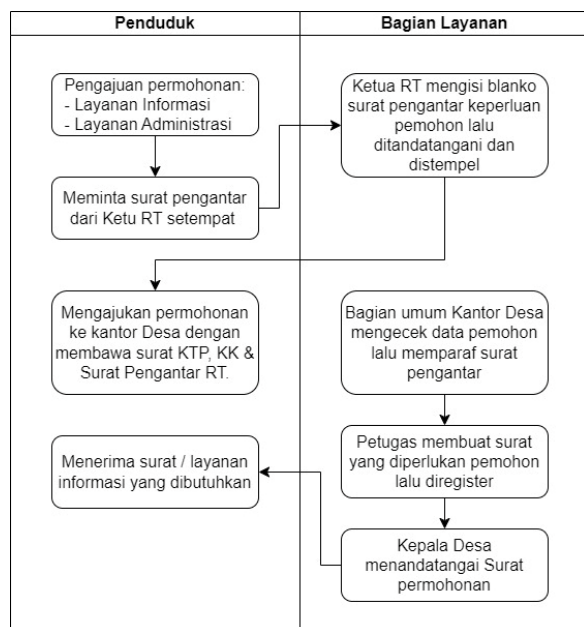 Penduduk
Bagian Layanan
Pengajuan permohonan:
- Layanan Informasi
- Layanan Administrasi
Meminta surat pengantar
dari Ketu RT setempat
Ketua RT mengisi blanko
surat pengantar keperluan
pemohon lalu
ditandatangani dan
distempel
Mengajukan permohonan
ke kantor Desa dengan
membawa surat KTP, KK &
Surat Pengantar RT.
Bagian umum Kantor Desa
mengecek data pemohon
lalu memparaf surat
pengantar
Petugas membuat surat
yang diperlukan pemohon
lalu diregister
Kepala Desa
menandatangai Surat
permohonan
Menerima surat / layanan
informasi yang dibutuhkan